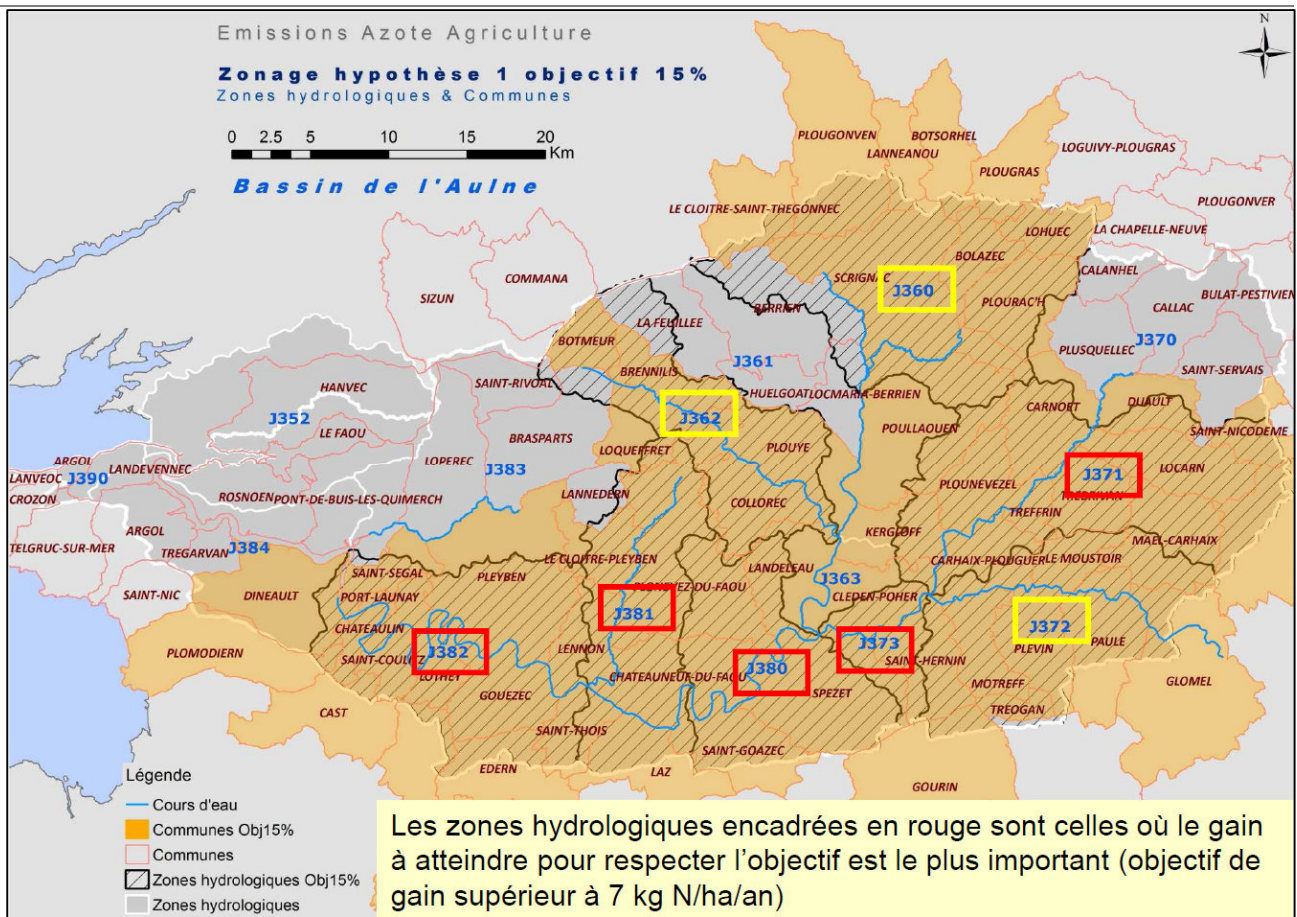 Emissions Azote Agriculture
N
Zonage hypothèse 1 objectif 15%
Zones hydrologiques & Communes
0 2.5 5 10 15 20
Km
Bassin de l'Aulne
PLOUGONVEN
BOTSORHEL
LANNEANOU
LOGUIVY-PLOUGRAS
PLOUGRAS
PLOUGONVER
LE CLOITRE-SAINT-THEGONNEC
LA CHAPELLE-NEUVE
LOHUEC
BOLAZEC
COMMANA
SCRIGNAC
CALANHEL
SIZUN
J360
PLOURAC'H
CALLAC
BULAT-PESTIVIEN
BERRIEN
LA FEUILLEE
BOTMEUR
J361
J370
PLUSQUELLEC
BRENNILIS
SAINT-SERVAIS
HANVEC
SAINT-RIVOAL
HUELGOAT
LOCMARIA-BERRIEN
CARNOET
DUAULT
J352
J362
POULLAOUEN
SAINT-NICODEME
LE FAOU
BRASPARTS
LOQUEFFRET
PLOUYE
ARGOL
LANDEVENNEC
LOPEREC
J383
LOCARN
J390
J371
LANVEOC
PLOUNEVEZEL
TREBRIVAN
CROZON
ROSNOEN
PONT-DE-BUIS-LES-QUIMERCH
LANNEDERN
COLLOREC
TREFFRIN
ARGOL
KERGLOFF
MAEL-CARHAIX
TELGRUC-SUR-MER
TREGARVAN
J384
LE CLOITRE-PLEYBEN
CARHAIX-PLOUGUER
LE MOUSTOIR
LANDELEAU
SAINT-SEGAL
PLEYBEN
J363
PLONEVEZ-DU-FAOU
SAINT-NIC
DINEAULT
PORT-LAUNAY
CLEDEN-POHER
J381
J372
CHATEAULIN
J373
PAULE
PLOMODIERN
SAINT-COULITZ
J382
LENNON
SAINT-HERNIN
PLEVIN
J380
LOTHEY
CHATEAUNEUF-DU-FAOU
GLOMEL
GOUEZEC
SPEZET
MOTREFF
CAST
TREOGAN
SAINT-THOIS
SAINT-GOAZEC
EDERN
LAZ
GOURIN
Légende
Cours d'eau
Communes Obj15%
Communes
Zones hydrologiques Obj15%
Zones hydrologiques
Les zones hydrologiques encadrées en rouge sont celles où le gain
à atteindre pour respecter l’objectif est le plus important (objectif de
gain supérieur à 7 kg N/ha/an)